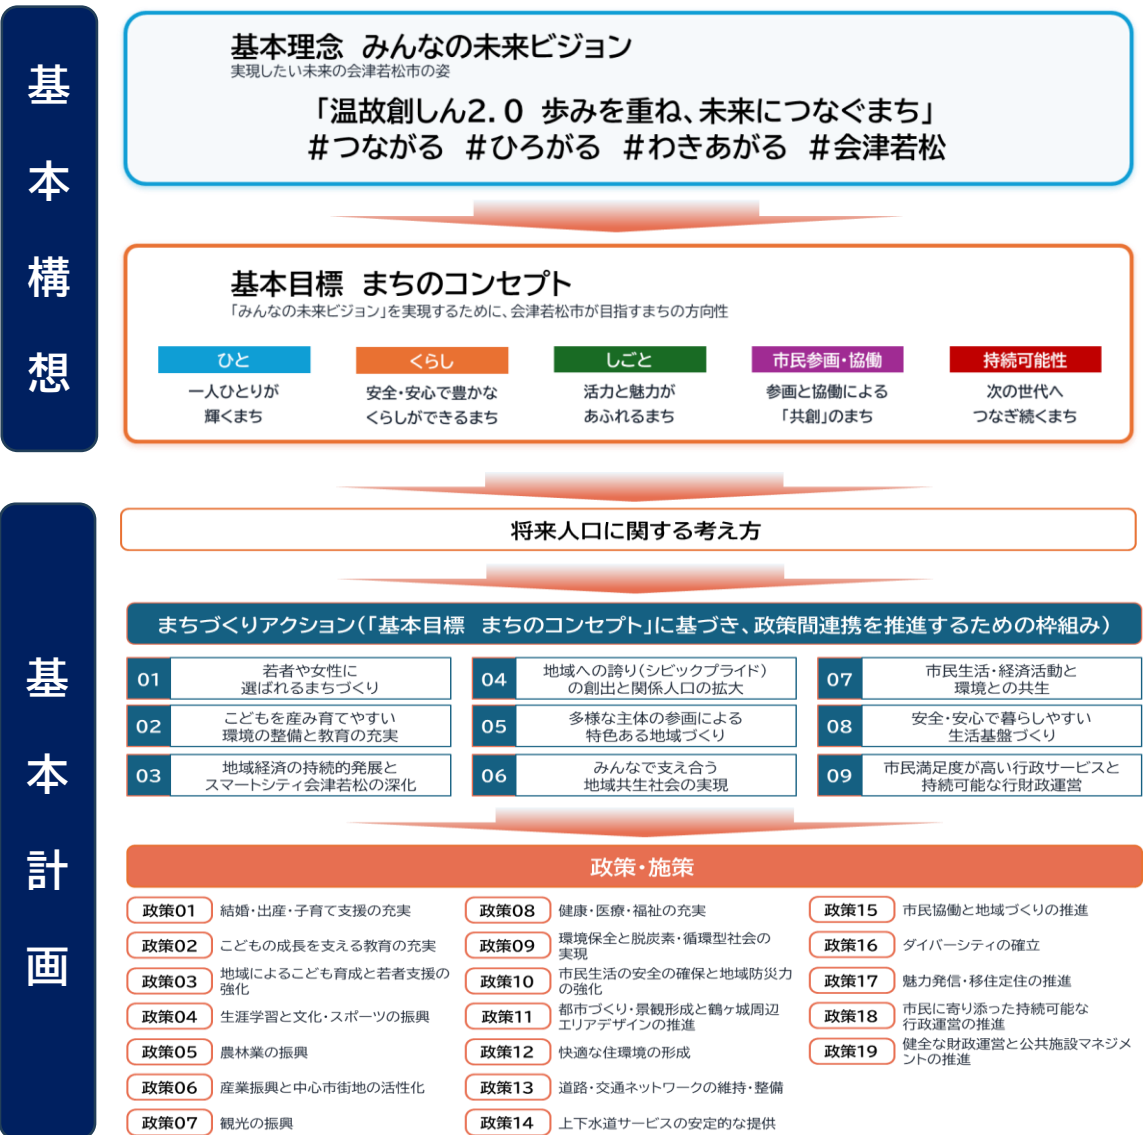 基本構想
基本理念 みんなの未来ビジョン
実現したい未来の会津若松市の姿
「温故創しん2.0 歩みを重ね、未来につなぐまち」
#つながる #ひろがる #わきあがる #会津若松
基本目標 まちのコンセプト
「みんなの未来ビジョン」を実現するために、会津若松市が目指すまちの方向性
ひと
一人ひとりが
輝くまち
くらし
安全・安心で豊かな
くらしができるまち
しごと
活力と魅力が
あふれるまち
市民参画・協働
参画と協働による
「共創」のまち
持続可能性
次の世代へ
つなぎ続くまち
基本計画
将来人口に関する考え方
まちづくりアクション(「基本目標 まちのコンセプト」に基づき、政策間連携を推進するための枠組み)
01
若者や女性に
選ばれるまちづくり
02
こどもを産み育てやすい
環境の整備と教育の充実
03
地域経済の持続的発展と
スマートシティ会津若松の深化
04
地域への誇り(シビックプライド)
の創出と関係人口の拡大
05
多様な主体の参画による
特色ある地域づくり
06
みんなで支え合う
地域共生社会の実現
07
市民生活・経済活動と
環境との共生
08
安全・安心で暮らしやすい
生活基盤づくり
09
市民満足度が高い行政サービスと
持続可能な行財政運営
政策・施策
政策01 結婚・出産・子育て支援の充実
政策02 こどもの成長を支える教育の充実
政策03 地域によるこども育成と若者支援の
強化
政策04 生涯学習と文化・スポーツの振興
政策05 農林業の振興
政策06 産業振興と中心市街地の活性化
政策07 観光の振興
政策08 健康・医療・福祉の充実
政策09 環境保全と脱炭素・循環型社会の
実現
政策10 市民生活の安全の確保と地域防災力
の強化
政策11 都市づくり・景観形成と鶴ヶ城周辺
エリアデザインの推進
政策12 快適な住環境の形成
政策13 道路・交通ネットワークの維持・整備
政策14 上下水道サービスの安定的な提供
政策15 市民協働と地域づくりの推進
政策16 ダイバーシティの確立
政策17 魅力発信・移住定住の推進
政策18 市民に寄り添った持続可能な
行政運営の推進
政策19 健全な財政運営と公共施設マネジメ
ントの推進